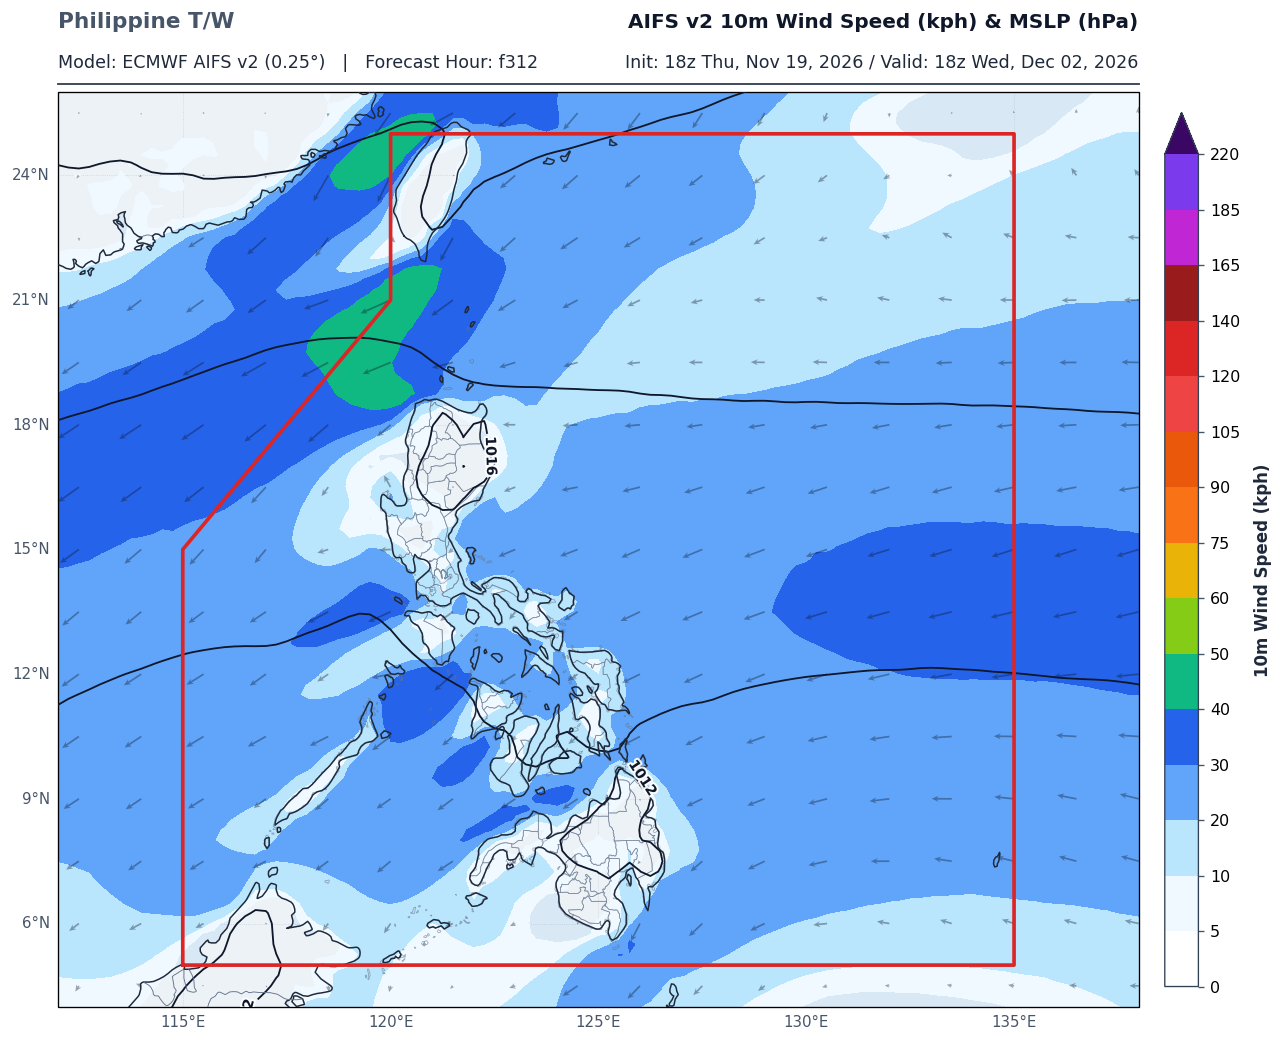 Philippine T/W
AIFS v2 10m Wind Speed (kph) & MSLP (hPa)
Model: ECMWF AIFS v2 (0.25°) | Forecast Hour: f312
Init: 18z Thu, Nov 19, 2026 / Valid: 18z Wed, Dec 02, 2026
24°N
21°N
18°N
15°N
12°N
9°N
6°N
1016
1012
2
115°E
120°E
125°E
130°E
135°E
220
185
165
140
120
105
90
75
60
50
40
30
20
10
5
0
10m Wind Speed (kph)